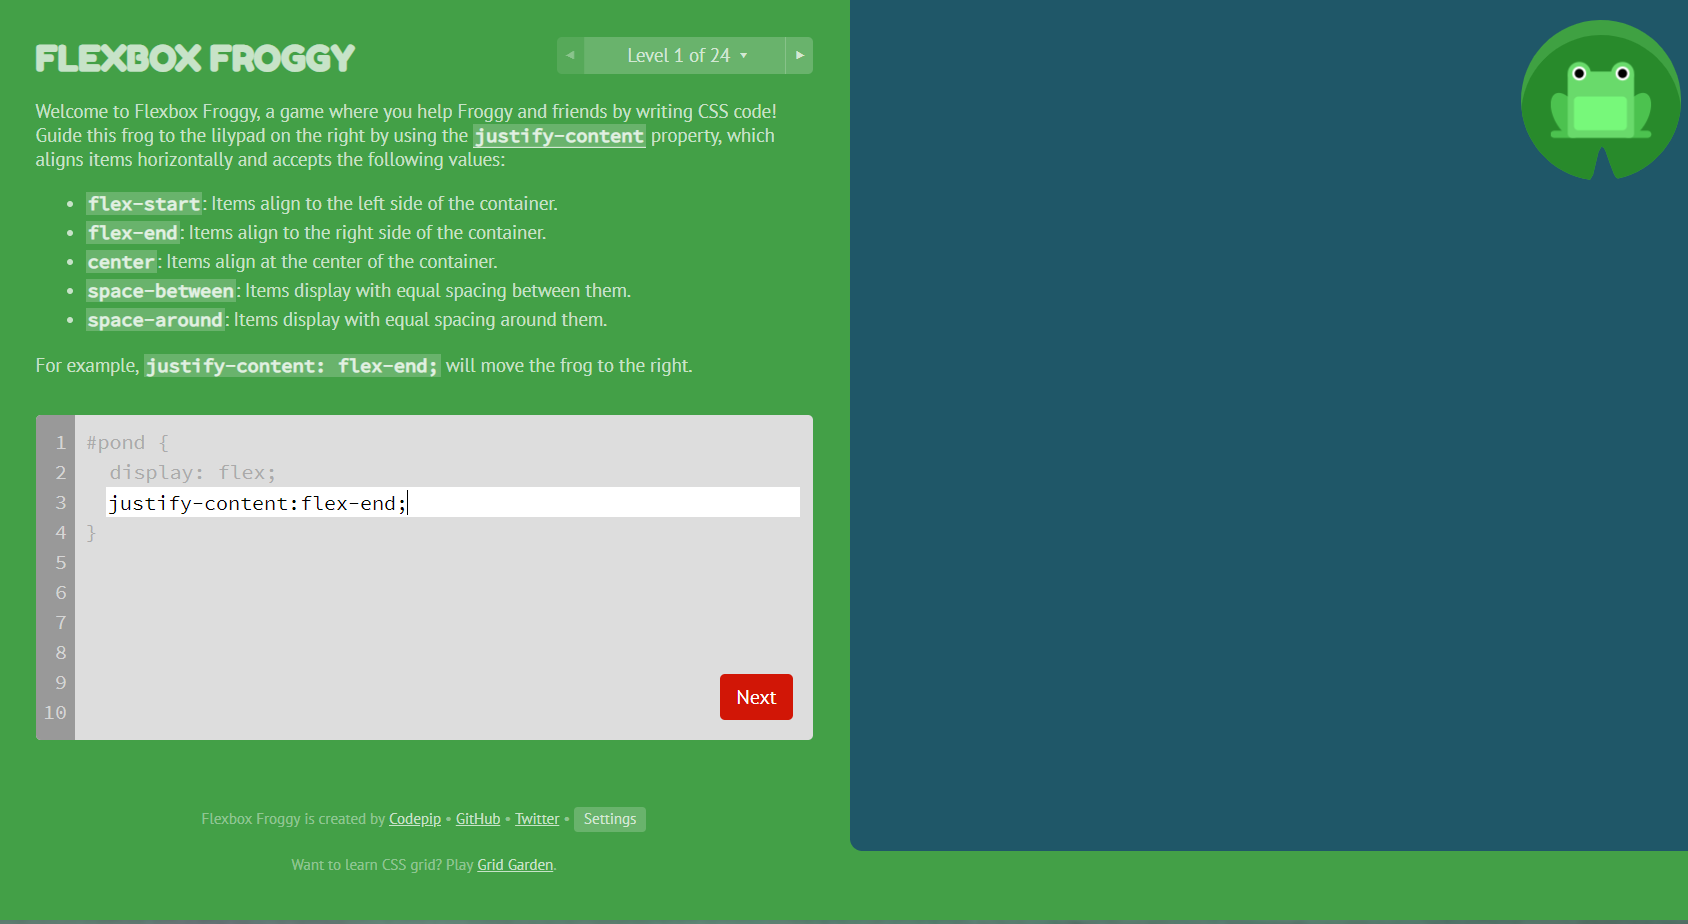 FLEXBOX FROGGY
◀ Level 1 of 24 ▾ ▶
Welcome to Flexbox Froggy, a game where you help Froggy and friends by writing CSS code!
Guide this frog to the lilypad on the right by using the justify-content property, which
aligns items horizontally and accepts the following values:
• flex-start: Items align to the left side of the container.
• flex-end: Items align to the right side of the container.
• center: Items align at the center of the container.
• space-between: Items display with equal spacing between them.
• space-around: Items display with equal spacing around them.
For example, justify-content: flex-end; will move the frog to the right.
1 #pond {
2 display: flex;
3 justify-content:flex-end;
4 }
5
6
7
8
9
10
Next
Flexbox Froggy is created by Codepip • GitHub • Twitter • Settings
Want to learn CSS grid? Play Grid Garden.